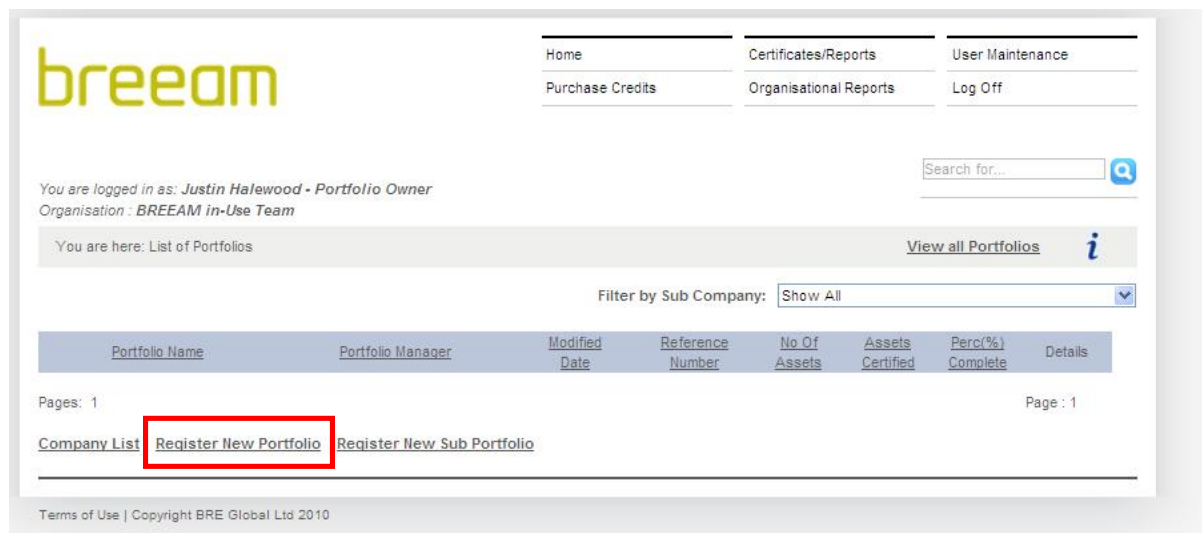 breeam
Home Certificates/Reports User Maintenance
Purchase Credits Organisational Reports Log Off
Search for...
You are logged in as: Justin Halewood - Portfolio Owner
Organisation : BREEAM in-Use Team
You are here: List of Portfolios View all Portfolios i
Filter by Sub Company: Show All
Portfolio Name Portfolio Manager Modified Date Reference Number No Of Assets Assets Certified Perc(%) Complete Details
Pages: 1 Page : 1
Company List Register New Portfolio Register New Sub Portfolio
Terms of Use | Copyright BRE Global Ltd 2010